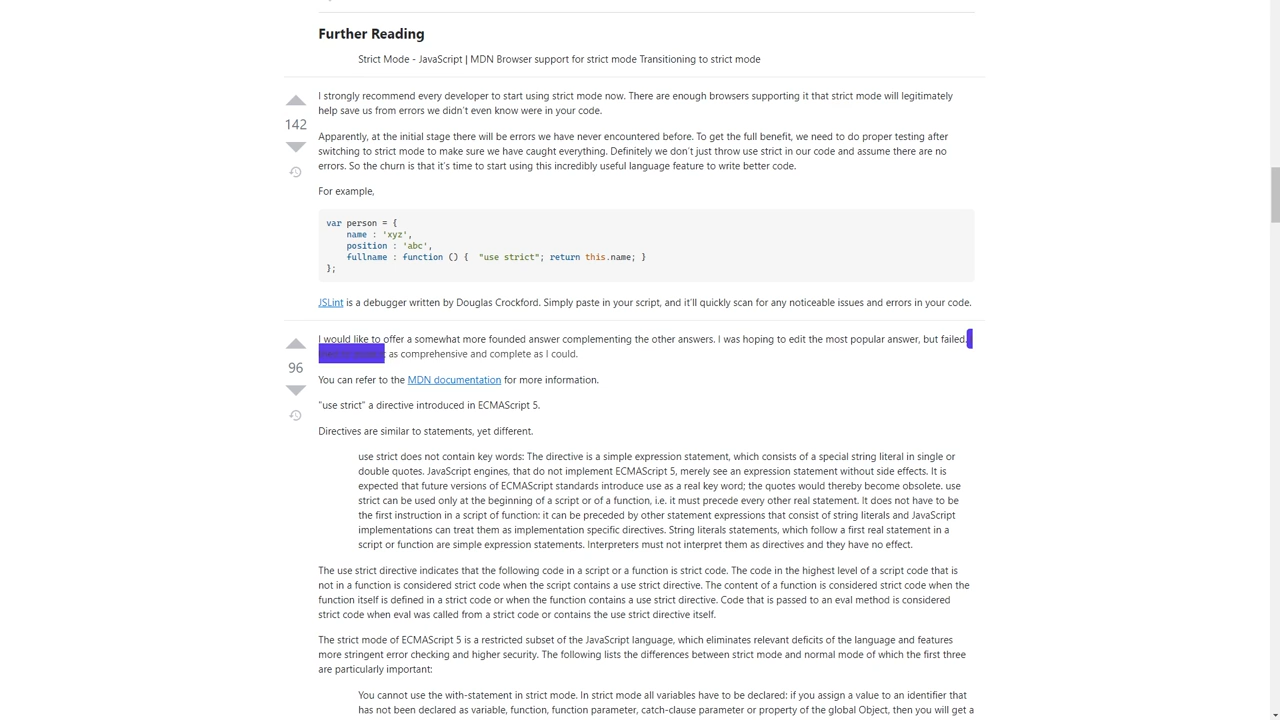 Further Reading
Strict Mode - JavaScript | MDN Browser support for strict mode Transitioning to strict mode
I strongly recommend every developer to start using strict mode now. There are enough browsers supporting it that strict mode will legitimately
help save us from errors we didn't even know were in your code.
142
Apparently, at the initial stage there will be errors we have never encountered before. To get the full benefit, we need to do proper testing after
switching to strict mode to make sure we have caught everything. Definitely we don't just throw use strict in our code and assume there are no
errors. So the churn is that it's time to start using this incredibly useful language feature to write better code.
For example,
var person = {
    name : 'xyz',
    position : 'abc',
    fullname : function () {  "use strict"; return this.name; }
};
JSLint is a debugger written by Douglas Crockford. Simply paste in your script, and it'll quickly scan for any noticeable issues and errors in your code.
I would like to offer a somewhat more founded answer complementing the other answers. I was hoping to edit the most popular answer, but failed.
as comprehensive and complete as I could.
96
You can refer to the MDN documentation for more information.
"use strict" a directive introduced in ECMAScript 5.
Directives are similar to statements, yet different.
use strict does not contain key words: The directive is a simple expression statement, which consists of a special string literal in single or
double quotes. JavaScript engines, that do not implement ECMAScript 5, merely see an expression statement without side effects. It is
expected that future versions of ECMAScript standards introduce use as a real key word; the quotes would thereby become obsolete. use
strict can be used only at the beginning of a script or of a function, i.e. it must precede every other real statement. It does not have to be
the first instruction in a script of function: it can be preceded by other statement expressions that consist of string literals and JavaScript
implementations can treat them as implementation specific directives. String literals statements, which follow a first real statement in a
script or function are simple expression statements. Interpreters must not interpret them as directives and they have no effect.
The use strict directive indicates that the following code in a script or a function is strict code. The code in the highest level of a script code that is
not in a function is considered strict code when the script contains a use strict directive. The content of a function is considered strict code when the
function itself is defined in a strict code or when the function contains a use strict directive. Code that is passed to an eval method is considered
strict code when eval was called from a strict code or contains the use strict directive itself.
The strict mode of ECMAScript 5 is a restricted subset of the JavaScript language, which eliminates relevant deficits of the language and features
more stringent error checking and higher security. The following lists the differences between strict mode and normal mode of which the first three
are particularly important:
You cannot use the with-statement in strict mode. In strict mode all variables have to be declared: if you assign a value to an identifier that
has not been declared as variable, function, function parameter, catch-clause parameter or property of the global Object, then you will get a